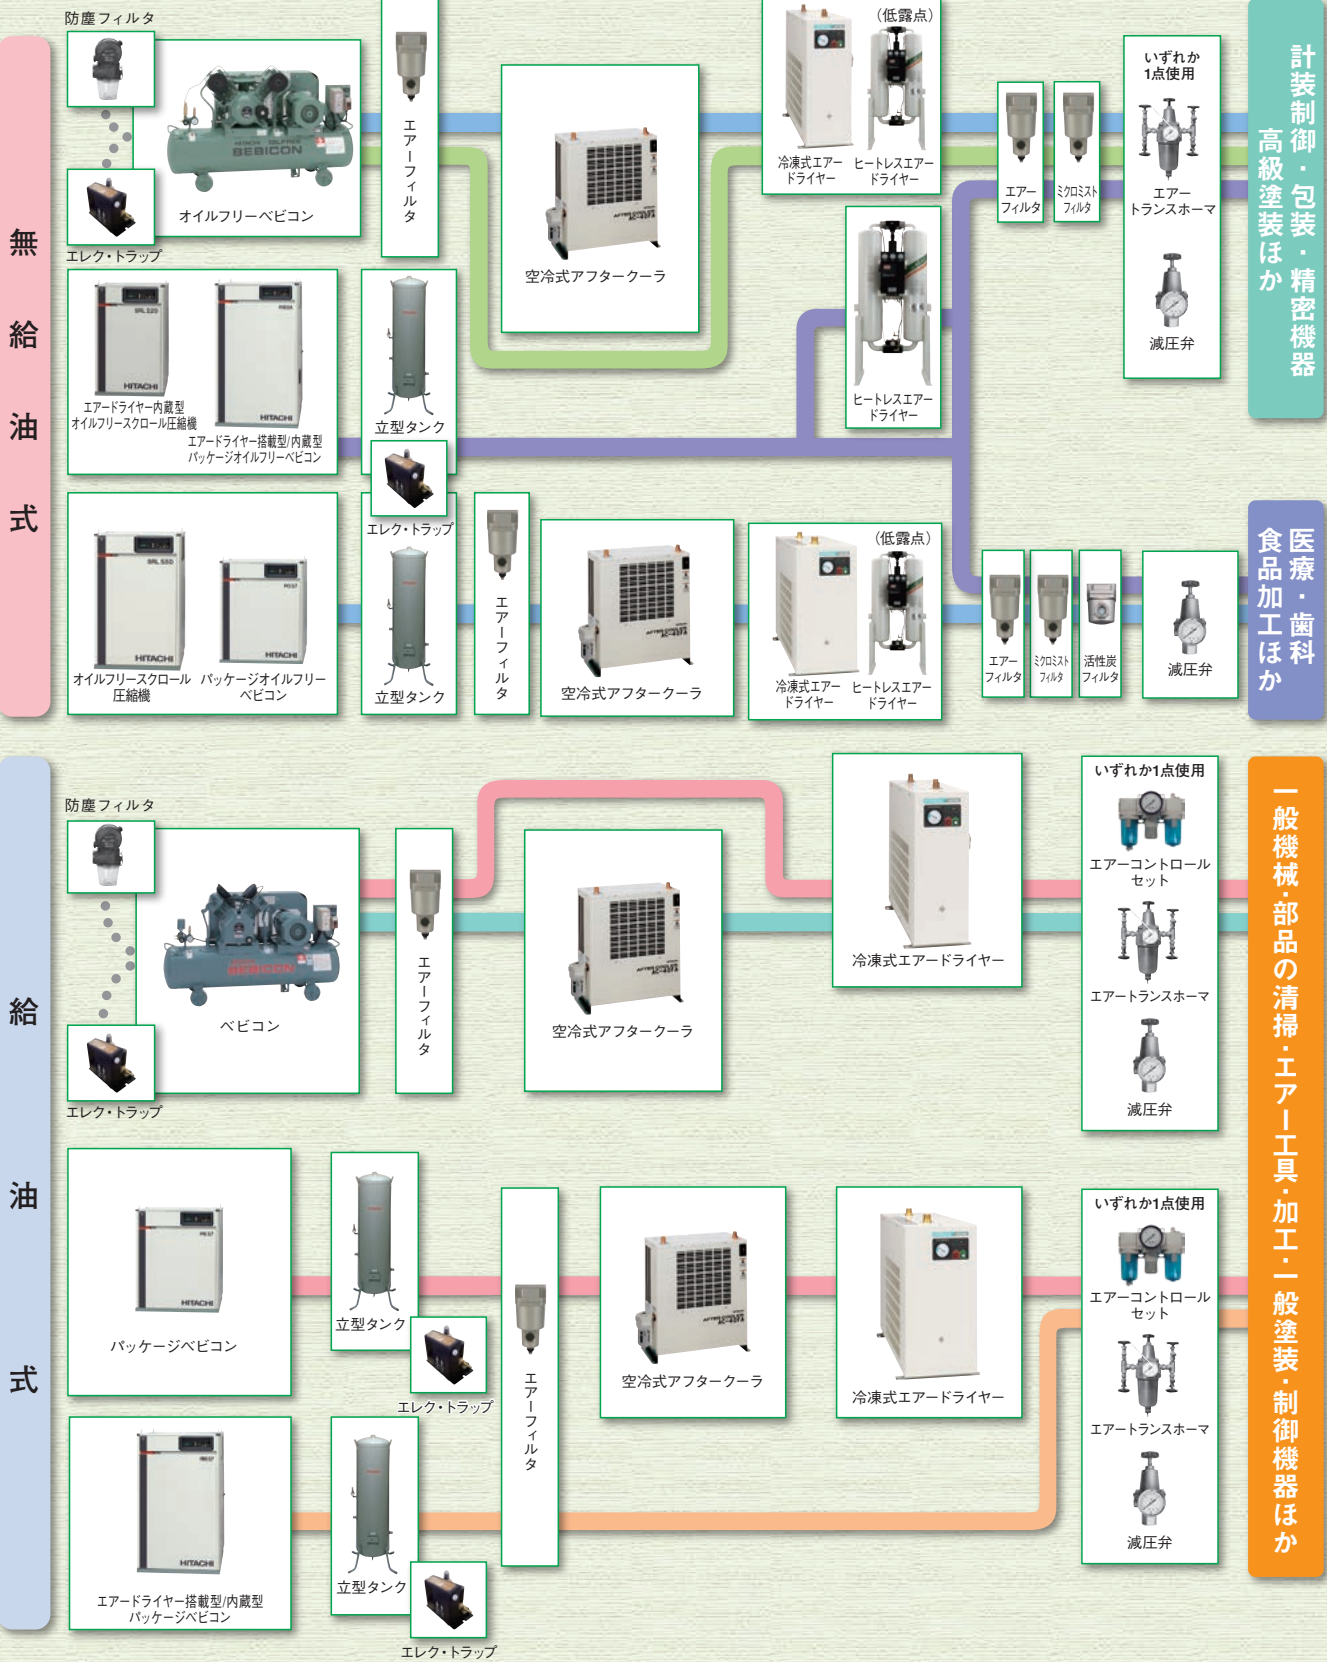 無給油式
防塵フィルタ
HITACHI OILFREE
BEBICON
オイルフリーベビコン
エレク・トラップ
エアーフィルタ
空冷式アフタークーラ
(低露点)
冷凍式エアー
ドライヤー
ヒートレスエアー
ドライヤー
エアー
フィルタ
ミクロミスト
フィルタ
いずれか
1点使用
エアー
トランスホーマ
減圧弁
計装制御・包装・精密機器
高級塗装ほか
HITACHI
エアードライヤー内蔵型
オイルフリースクロール圧縮機
HITACHI
エアードライヤー搭載型/内蔵型
パッケージオイルフリーベビコン
立型タンク
エレク・トラップ
ヒートレスエアー
ドライヤー
HITACHI
オイルフリースクロール
圧縮機
HITACHI
パッケージオイルフリー
ベビコン
立型タンク
エアーフィルタ
空冷式アフタークーラ
(低露点)
冷凍式エアー
ドライヤー
ヒートレスエアー
ドライヤー
エアー
フィルタ
ミクロミスト
フィルタ
活性炭
フィルタ
減圧弁
医療・歯科
食品加工ほか
給油式
防塵フィルタ
BEBICON
ベビコン
エレク・トラップ
エアーフィルタ
空冷式アフタークーラ
冷凍式エアードライヤー
いずれか1点使用
エアーコントロール
セット
エアートランスホーマ
減圧弁
一般機械・部品の清掃・エアー工具・加工・一般塗装・制御機器ほか
HITACHI
パッケージベビコン
立型タンク
エレク・トラップ
エアーフィルタ
空冷式アフタークーラ
冷凍式エアードライヤー
いずれか1点使用
エアーコントロール
セット
エアートランスホーマ
減圧弁
HITACHI
エアードライヤー搭載型/内蔵型
パッケージベビコン
立型タンク
エレク・トラップ